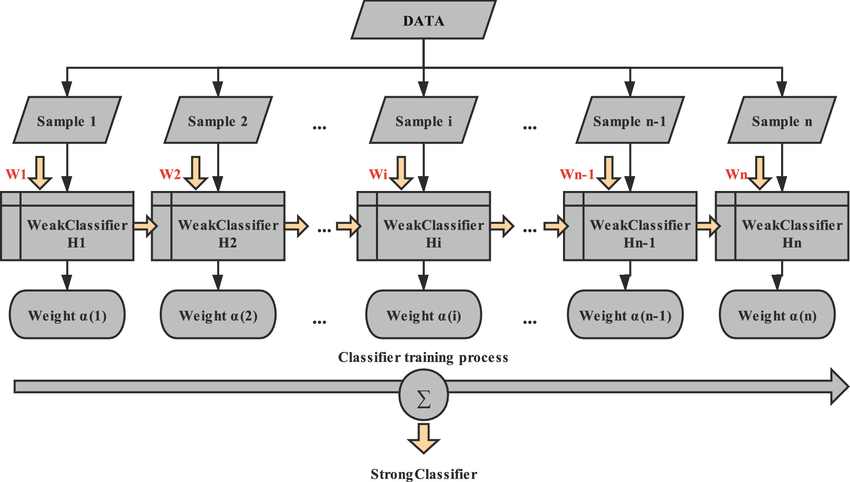 DATA
Sample 1
Sample 2
...
Sample i
...
Sample n-1
Sample n
W1
W2
Wi
Wn-1
Wn
WeakClassifier
H1
WeakClassifier
H2
...
WeakClassifier
Hi
...
WeakClassifier
Hn-1
WeakClassifier
Hn
Weight α(1)
Weight α(2)
...
Weight α(i)
...
Weight α(n-1)
Weight α(n)
Classifier training process
∑
StrongClassifier